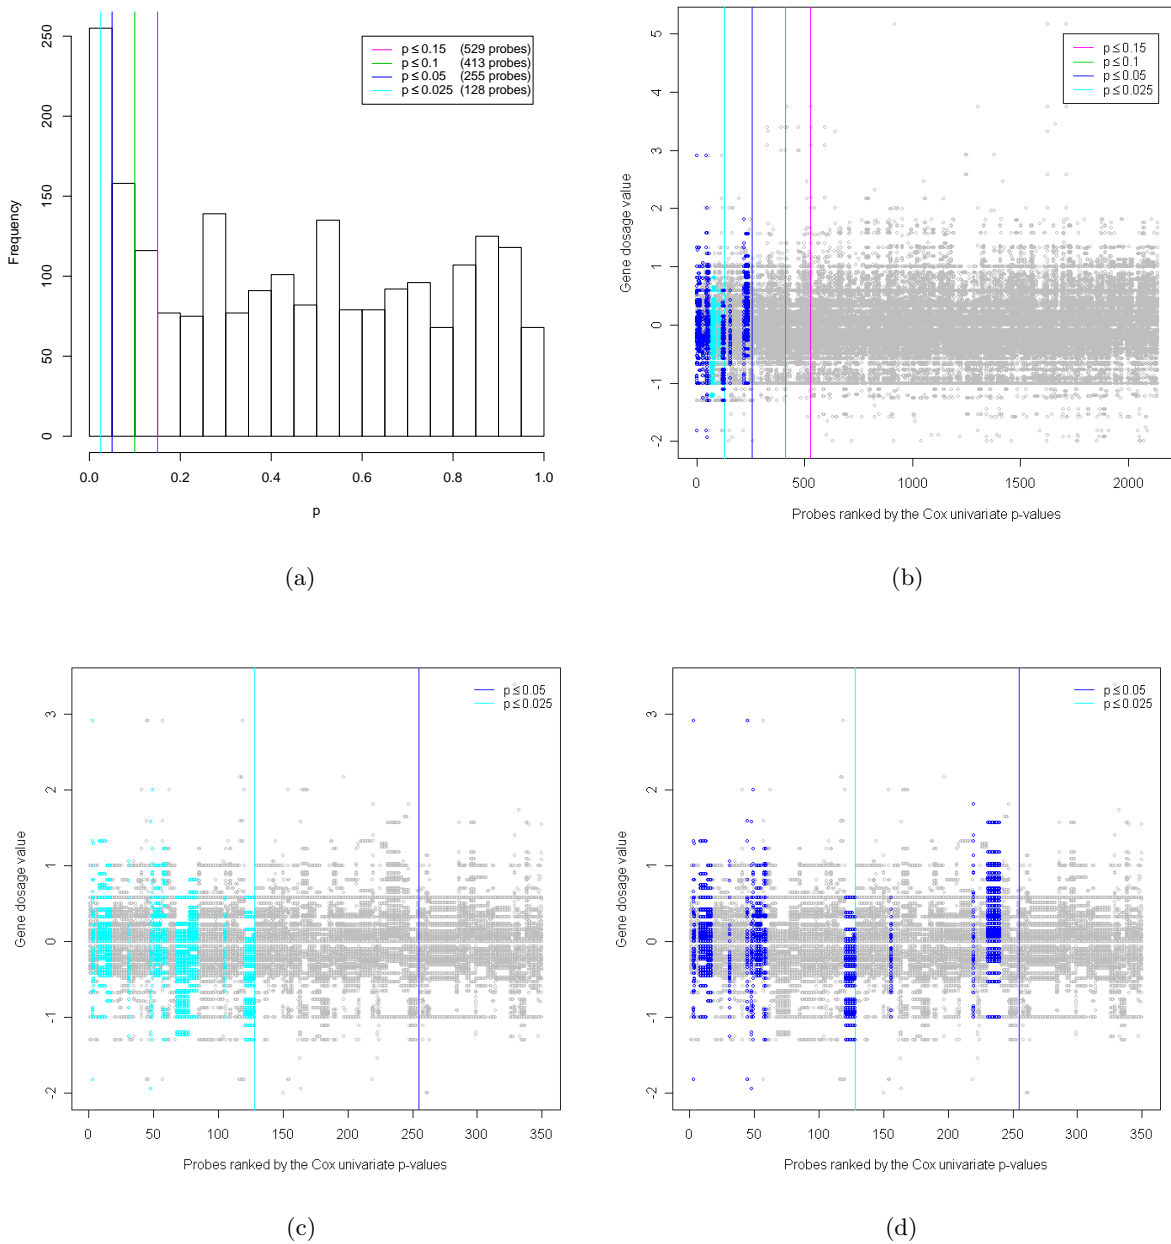 p ≤ 0.15 (529 probes)
p ≤ 0.1 (413 probes)
p ≤ 0.05 (255 probes)
p ≤ 0.025 (128 probes)
Frequency
0 50 100 150 200 250
0.0 0.2 0.4 0.6 0.8 1.0
p
(a)
p ≤ 0.15
p ≤ 0.1
p ≤ 0.05
p ≤ 0.025
Gene dosage value
-2 -1 0 1 2 3 4 5
0 500 1000 1500 2000
Probes ranked by the Cox univariate p-values
(b)
p ≤ 0.05
p ≤ 0.025
Gene dosage value
-2 -1 0 1 2 3
0 50 100 150 200 250 300 350
Probes ranked by the Cox univariate p-values
(c)
p ≤ 0.05
p ≤ 0.025
Gene dosage value
-2 -1 0 1 2 3
0 50 100 150 200 250 300 350
Probes ranked by the Cox univariate p-values
(d)